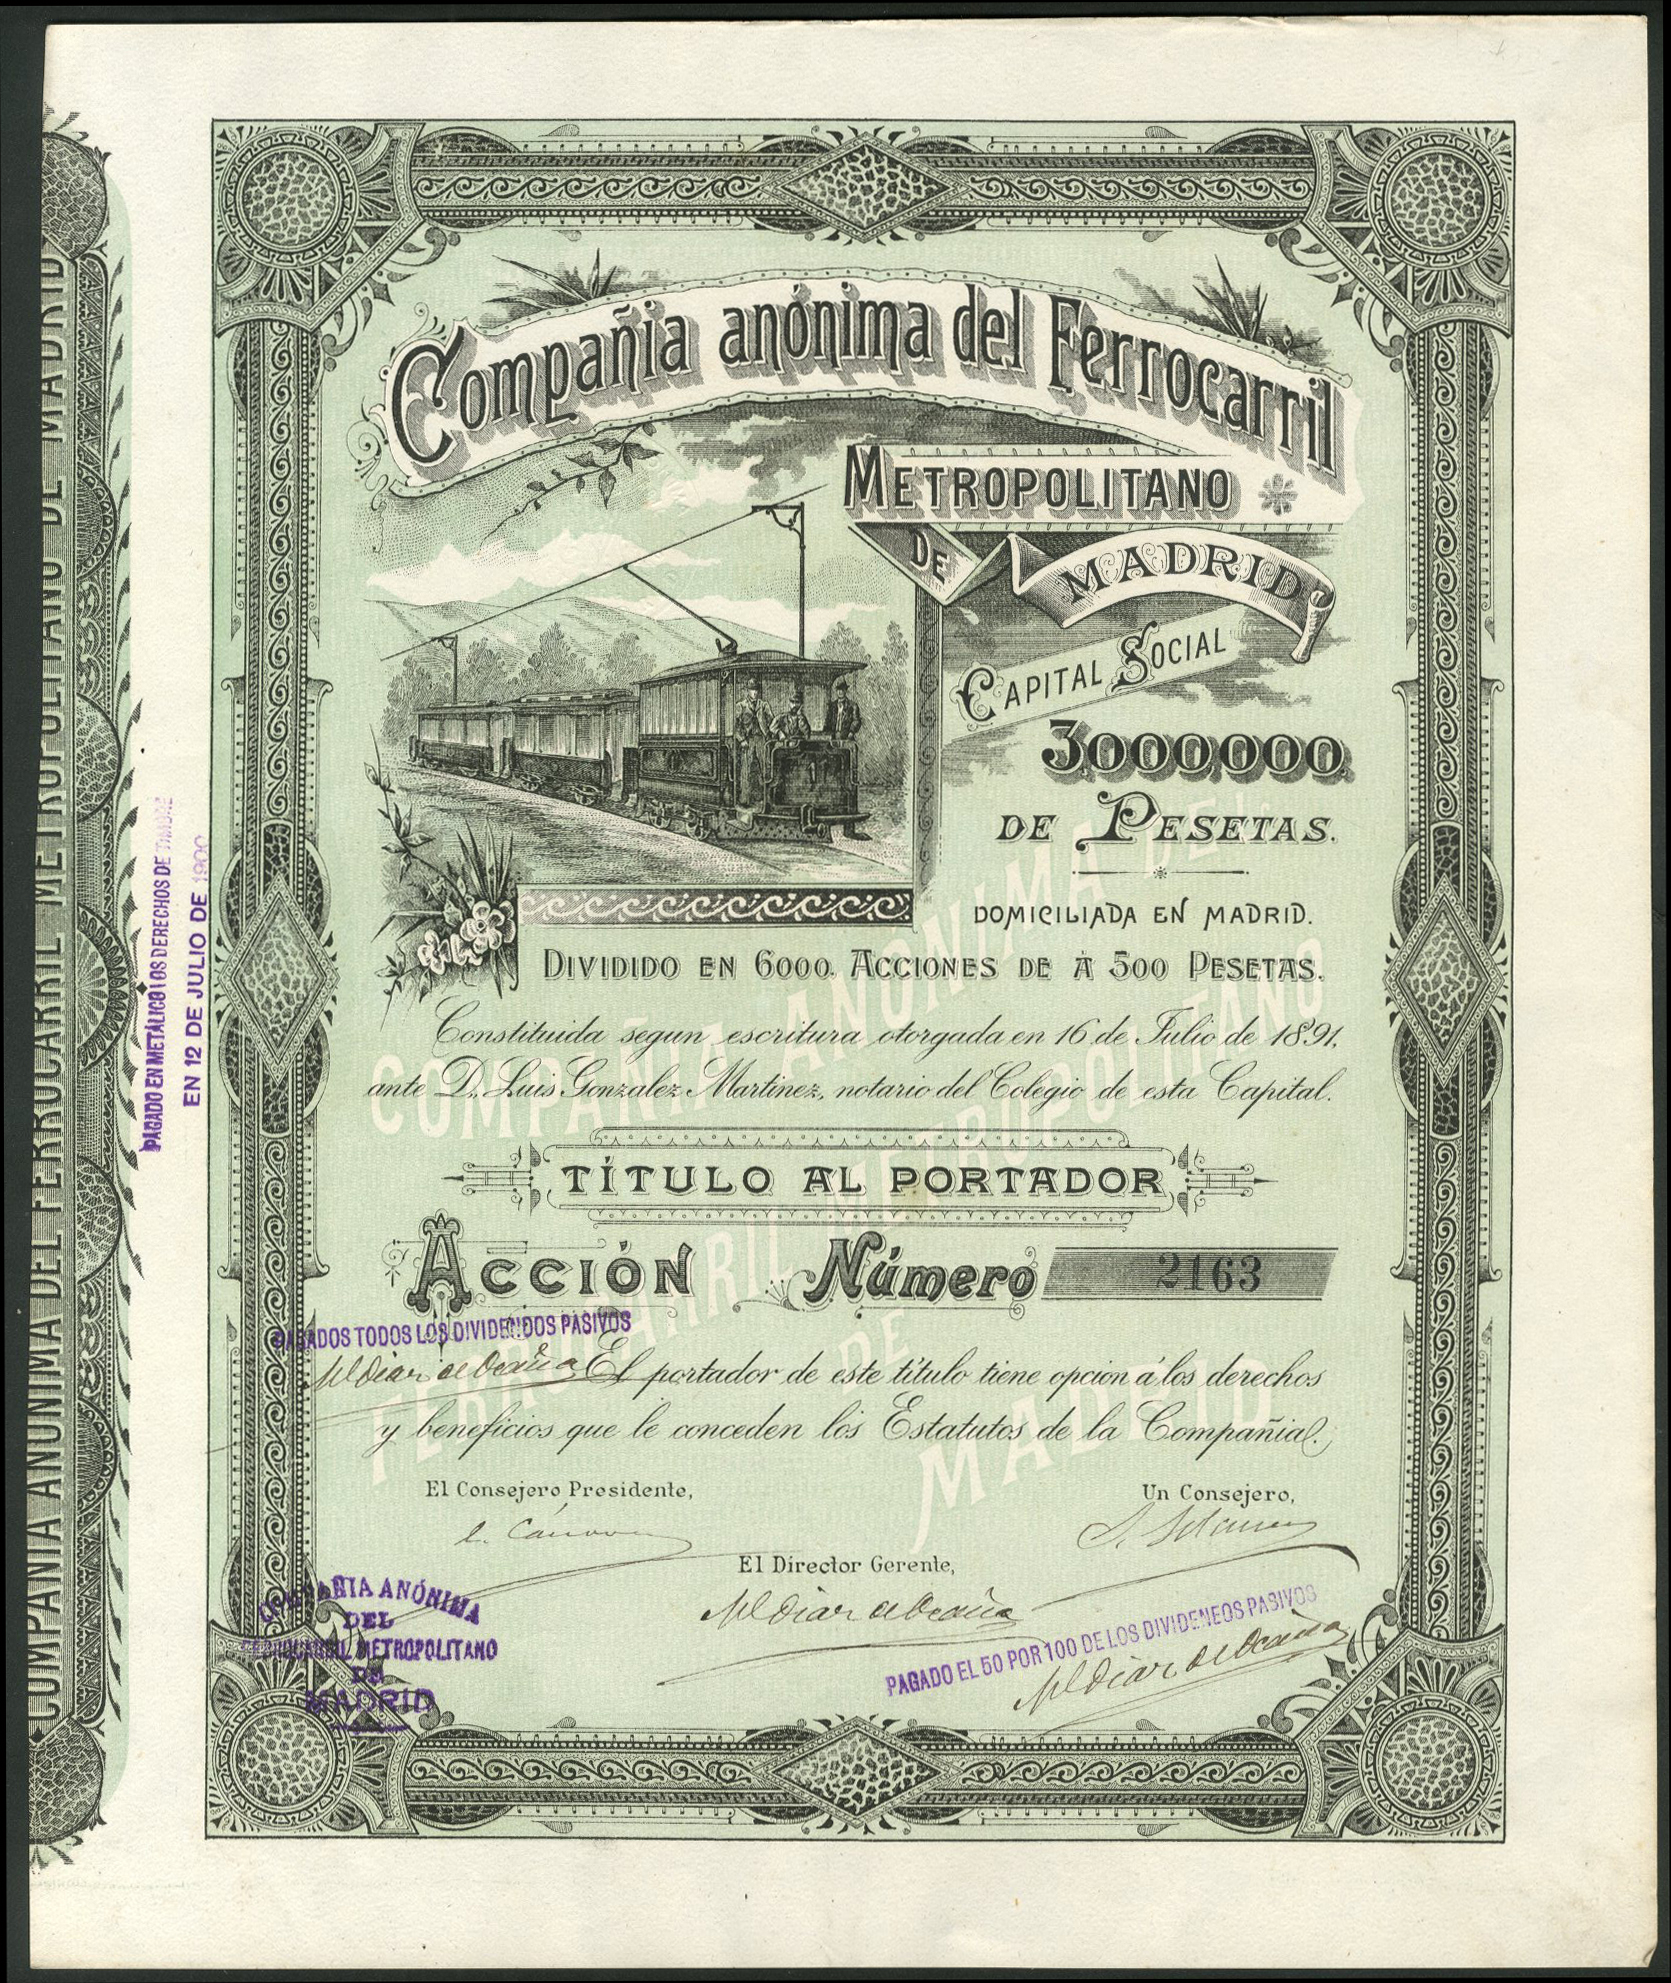 Compañia anónima del Ferrocarril
METROPOLITANO
DE
MADRID
CAPITAL SOCIAL
3,000,000,
DE PESETAS.
DOMICILIADA EN MADRID.
DIVIDIDO EN 6000, ACCIONES DE Á 500 PESETAS.
Constituida segun escritura otorgada en 16 de Julio de 1891,
ante D. Luis Gonzalez Martinez, notario del Colegio de esta Capital.
TÍTULO AL PORTADOR
ACCIÓN Número 2163
PAGADOS TODOS LOS DIVIDENDOS PASIVOS
El portador de este título tiene opcion á los derechos
y beneficios que le conceden los Estatutos de la Compañia.
El Consejero Presidente,
Un Consejero,
El Director Gerente,
COMPAÑIA ANÓNIMA
DEL
FERROCARRIL METROPOLITANO
DE
MADRID
PAGADO EL 50 POR 100 DE LOS DIVIDENEOS PASIVOS
PAGADO EN METÁLICO LOS DERECHOS DE TIMBRE
EN 12 DE JULIO DE 1900
COMPAÑIA ANÓNIMA DEL FERROCARRIL METROPOLITANO DE MADRID
COMPAÑIA ANONIMA DEL
FERROCARRIL METROPOLITANO
DE
MADRID